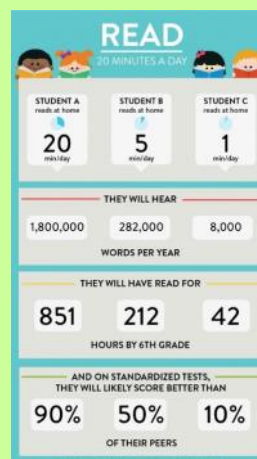 READ
20 MINUTES A DAY
STUDENT A STUDENT B STUDENT C
reads at home reads at home reads at home
20 5 1
min/day min/day min/day
THEY WILL HEAR
1,800,000 282,000 8,000
WORDS PER YEAR
THEY WILL HAVE READ FOR
851 212 42
HOURS BY 6TH GRADE
AND ON STANDARDIZED TESTS,
THEY WILL LIKELY SCORE BETTER THAN
90% 50% 10%
OF THEIR PEERS